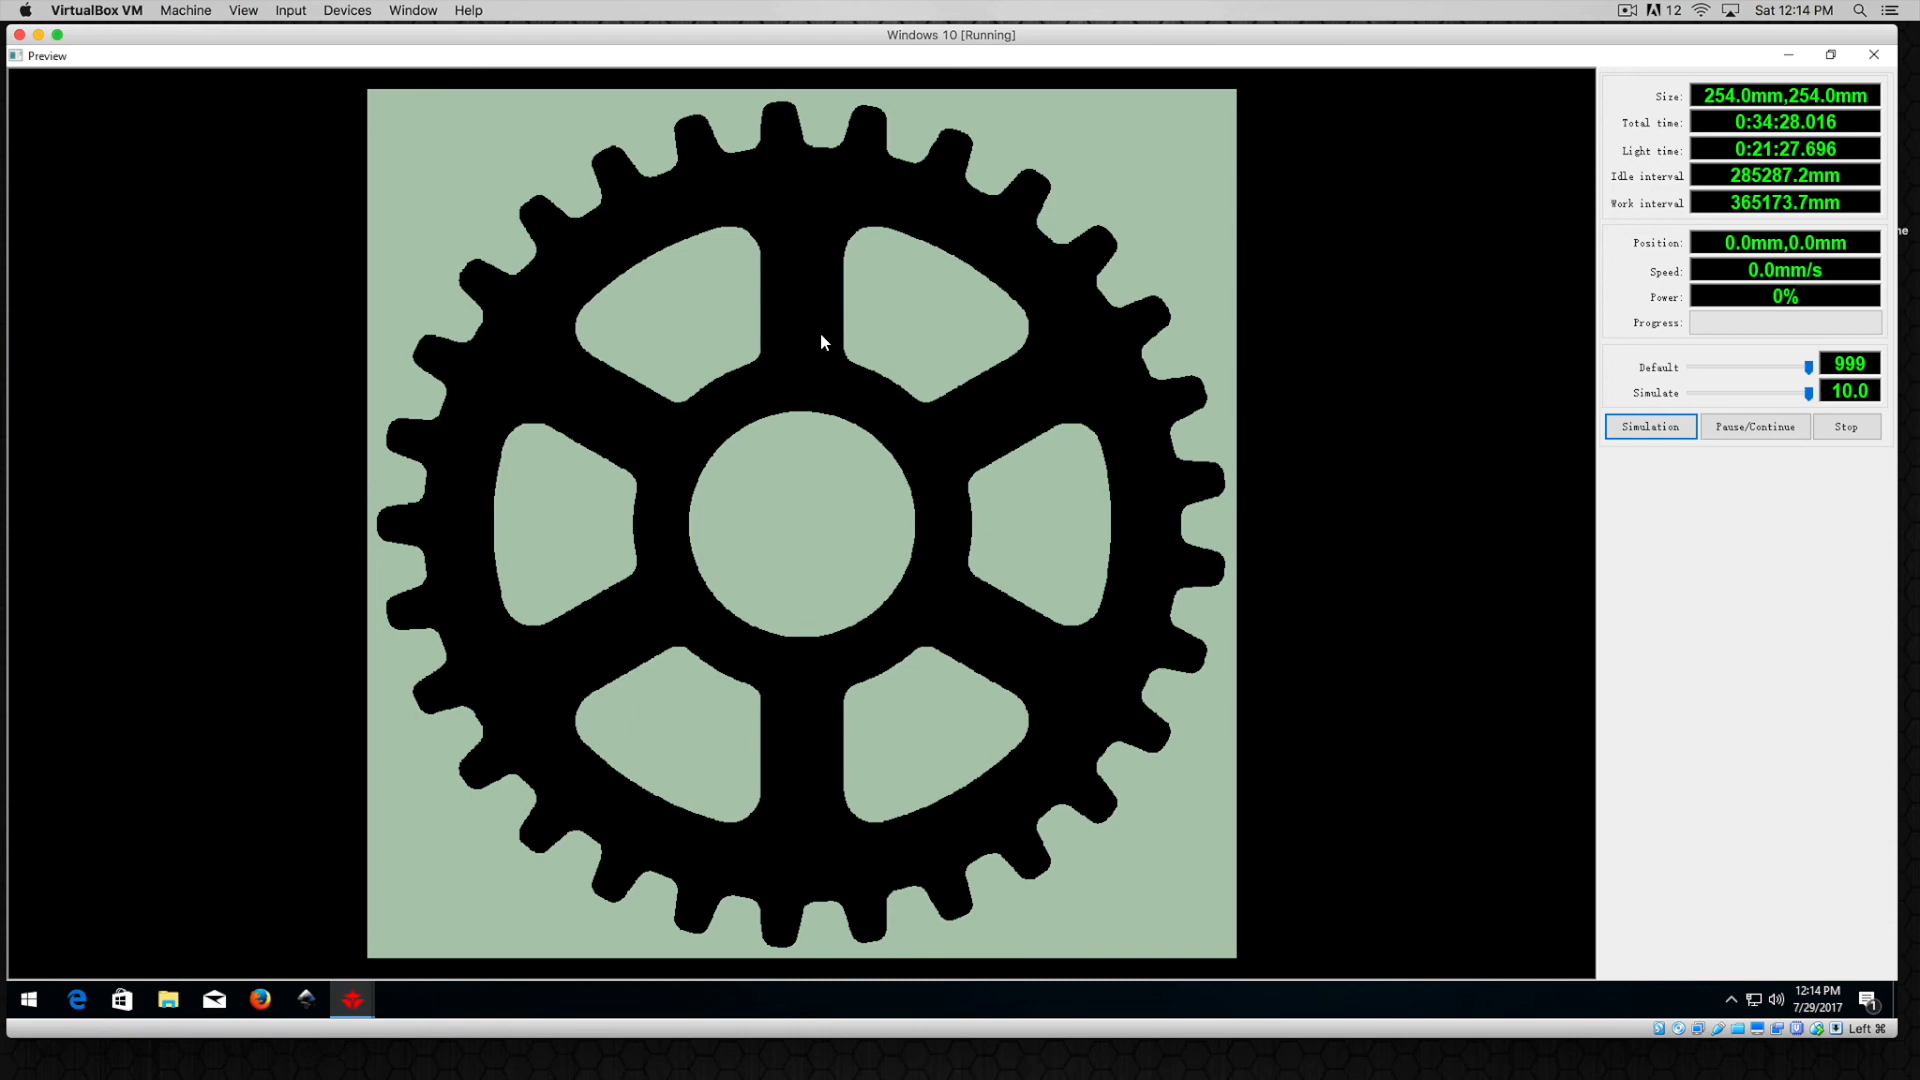 VirtualBox VM Machine View Input Devices Window Help 12 Sat 12:14 PM
Windows 10 [Running]
Preview
Size: 254.0mm,254.0mm
Total time: 0:34:28.016
Light time: 0:21:27.696
Idle interval 285287.2mm
Work interval 365173.7mm
Position: 0.0mm,0.0mm
Speed: 0.0mm/s
Power: 0%
Progress:
Default 999
Simulate 10.0
Simulation Pause/Continue Stop
12:14 PM
7/29/2017
1
Left ⌘